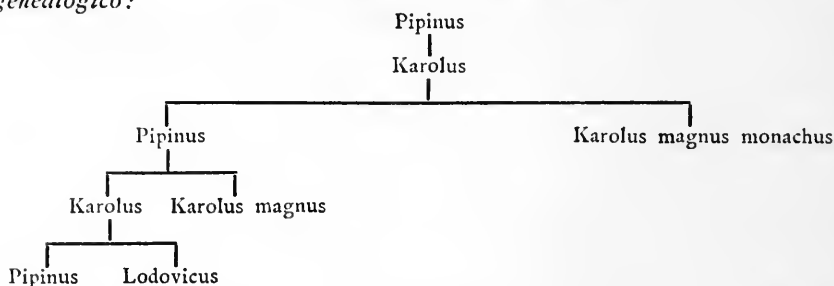 genealogico?
Pipinus
Karolus
Pipinus Karolus magnus monachus
Karolus Karolus magnus
Pipinus Lodovicus